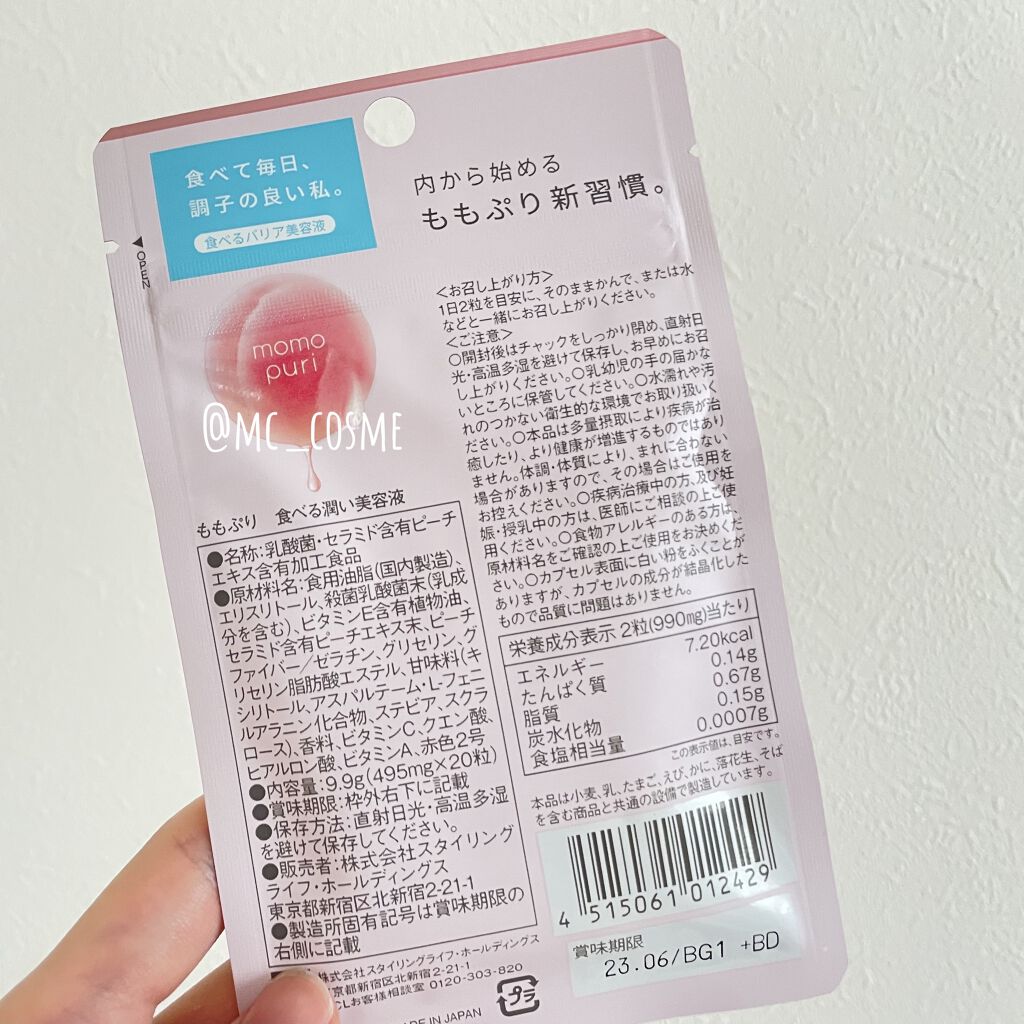 食べて毎日、
調子の良い私。
食べるバリア美容液
内から始める
ももぷり新習慣。
▼OPEN
momo
puri
@MC_COSME
<お召し上がり方>
1日2粒を目安に、そのままかんで、または水
などと一緒にお召し上がりください。
<ご注意>
○開封後はチャックをしっかり閉め、直射日
光・高温多湿を避けて保存し、お早めにお召
し上がりください。○乳幼児の手の届かな
いところに保管してください。○水濡れや汚
れのつかない衛生的な環境でお取り扱いく
ださい。○本品は多量摂取により疾病が治
癒したり、より健康が増進するものではあり
ません。体調・体質により、まれに合わない
場合がありますので、その場合はご使用を
お控えください。○疾病治療中の方、及び妊
娠・授乳中の方は、医師にご相談の上ご使
用ください。○食物アレルギーのある方は、
原材料名をご確認の上ご使用をお決めくだ
さい。○カプセル表面に白い粉をふくことが
ありますが、カプセルの成分が結晶化した
もので品質に問題はありません。
ももぷり 食べる潤い美容液
●名称:乳酸菌・セラミド含有ピーチ
エキス含有加工食品
●原材料名:食用油脂(国内製造)、
エリスリトール、殺菌乳酸菌末(乳成
分を含む)、ビタミンE含有植物油、
セラミド含有ピーチエキス末、ピーチ
ファイバー/ゼラチン、グリセリン、グ
リセリン脂肪酸エステル、甘味料(キ
シリトール、アスパルテーム・L-フェニ
ルアラニン化合物、ステビア、スクラ
ロース)、香料、ビタミンC、クエン酸、
ヒアルロン酸、ビタミンA、赤色2号
●内容量:9.9g(495mg×20粒)
●賞味期限:枠外右下に記載
●保存方法:直射日光・高温多湿
を避けて保存してください。
●販売者:株式会社スタイリング
ライフ・ホールディングス
東京都新宿区北新宿2-21-1
●製造所固有記号は賞味期限の
右側に記載
栄養成分表示 2粒(990mg)当たり
エネルギー 7.20kcal
たんぱく質 0.14g
脂質 0.67g
炭水化物 0.15g
食塩相当量 0.0007g
この表示値は、目安です。
本品は小麦、乳、たまご、えび、かに、落花生、そば
を含む商品と共通の設備で製造しています。
4 515061 012429
賞味期限
23.06/BG1 +BD
株式会社スタイリングライフ・ホールディングス
東京都新宿区北新宿2-21-1
CLお客様相談室 0120-303-820
プラ
MADE IN JAPAN